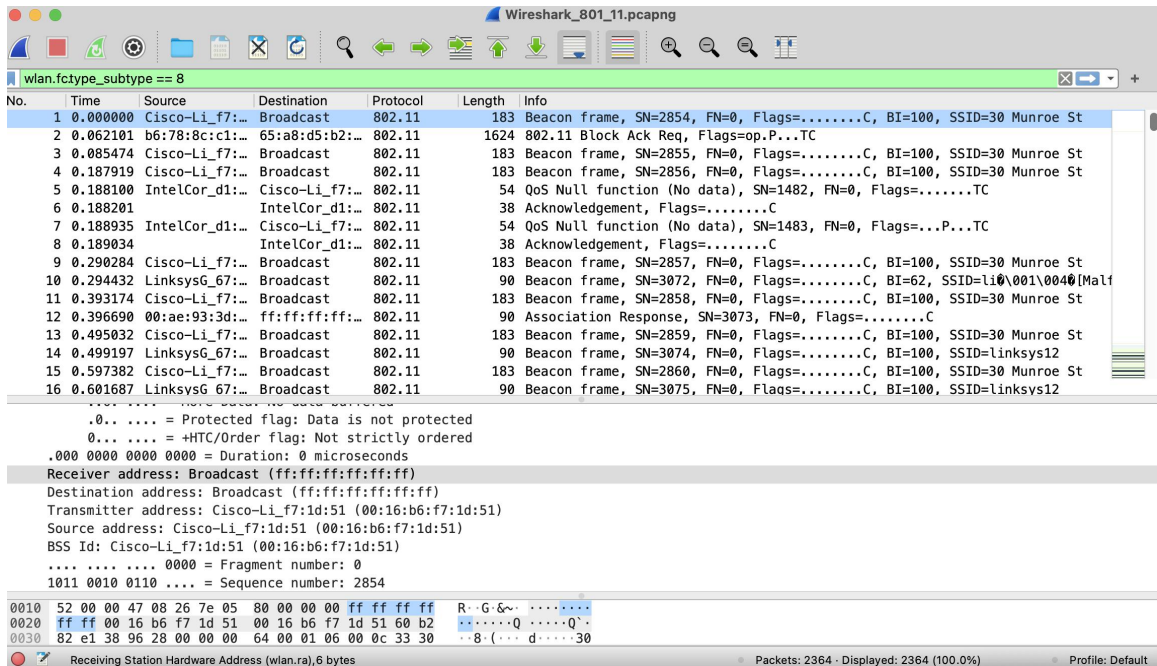 Wireshark_801_11.pcapng
wlan.fc.type_subtype == 8
No. Time Source Destination Protocol Length Info
1 0.000000 Cisco-Li_f7:… Broadcast 802.11 183 Beacon frame, SN=2854, FN=0, Flags=........C, BI=100, SSID=30 Munroe St
2 0.062101 b6:78:8c:c1:… 65:a8:d5:b2:… 802.11 1624 802.11 Block Ack Req, Flags=op.P...TC
3 0.085474 Cisco-Li_f7:… Broadcast 802.11 183 Beacon frame, SN=2855, FN=0, Flags=........C, BI=100, SSID=30 Munroe St
4 0.187919 Cisco-Li_f7:… Broadcast 802.11 183 Beacon frame, SN=2856, FN=0, Flags=........C, BI=100, SSID=30 Munroe St
5 0.188100 IntelCor_d1:… Cisco-Li_f7:… 802.11 54 QoS Null function (No data), SN=1482, FN=0, Flags=.......TC
6 0.188201 IntelCor_d1:… 802.11 38 Acknowledgement, Flags=........C
7 0.188935 IntelCor_d1:… Cisco-Li_f7:… 802.11 54 QoS Null function (No data), SN=1483, FN=0, Flags=...P...TC
8 0.189034 IntelCor_d1:… 802.11 38 Acknowledgement, Flags=........C
9 0.290284 Cisco-Li_f7:… Broadcast 802.11 183 Beacon frame, SN=2857, FN=0, Flags=........C, BI=100, SSID=30 Munroe St
10 0.294432 LinksysG_67:… Broadcast 802.11 90 Beacon frame, SN=3072, FN=0, Flags=........C, BI=62, SSID=li�\001\004�[Malf
11 0.393174 Cisco-Li_f7:… Broadcast 802.11 183 Beacon frame, SN=2858, FN=0, Flags=........C, BI=100, SSID=30 Munroe St
12 0.396690 00:ae:93:3d:… ff:ff:ff:ff:… 802.11 90 Association Response, SN=3073, FN=0, Flags=........C
13 0.495032 Cisco-Li_f7:… Broadcast 802.11 183 Beacon frame, SN=2859, FN=0, Flags=........C, BI=100, SSID=30 Munroe St
14 0.499197 LinksysG_67:… Broadcast 802.11 90 Beacon frame, SN=3074, FN=0, Flags=........C, BI=100, SSID=linksys12
15 0.597382 Cisco-Li_f7:… Broadcast 802.11 183 Beacon frame, SN=2860, FN=0, Flags=........C, BI=100, SSID=30 Munroe St
16 0.601687 LinksysG_67:… Broadcast 802.11 90 Beacon frame, SN=3075, FN=0, Flags=........C, BI=100, SSID=linksys12
.0.. .... = Protected flag: Data is not protected
0... .... = +HTC/Order flag: Not strictly ordered
.000 0000 0000 0000 = Duration: 0 microseconds
Receiver address: Broadcast (ff:ff:ff:ff:ff:ff)
Destination address: Broadcast (ff:ff:ff:ff:ff:ff)
Transmitter address: Cisco-Li_f7:1d:51 (00:16:b6:f7:1d:51)
Source address: Cisco-Li_f7:1d:51 (00:16:b6:f7:1d:51)
BSS Id: Cisco-Li_f7:1d:51 (00:16:b6:f7:1d:51)
.... .... .... 0000 = Fragment number: 0
1011 0010 0110 .... = Sequence number: 2854
0010 52 00 00 47 08 26 7e 05 80 00 00 00 ff ff ff ff R··G·&~· ········
0020 ff ff 00 16 b6 f7 1d 51 00 16 b6 f7 1d 51 60 b2 ·······Q ·····Q`·
0030 82 e1 38 96 28 00 00 00 64 00 01 06 00 0c 33 30 ··8·(··· d·····30
Receiving Station Hardware Address (wlan.ra), 6 bytes
Packets: 2364 · Displayed: 2364 (100.0%)
Profile: Default